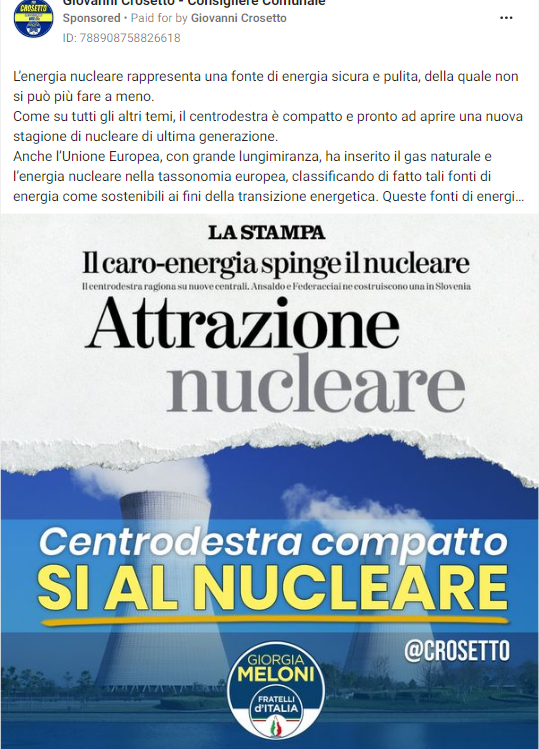 CROSETTO
Giovanni Crosetto - Consigliere Comunale
Sponsored • Paid for by Giovanni Crosetto
ID: 788908758826618
L'energia nucleare rappresenta una fonte di energia sicura e pulita, della quale non
si può più fare a meno.
Come su tutti gli altri temi, il centrodestra è compatto e pronto ad aprire una nuova
stagione di nucleare di ultima generazione.
Anche l'Unione Europea, con grande lungimiranza, ha inserito il gas naturale e
l'energia nucleare nella tassonomia europea, classificando di fatto tali fonti di
energia come sostenibili ai fini della transizione energetica. Queste fonti di energi...
LA STAMPA
Il caro-energia spinge il nucleare
Il centrodestra ragiona su nuove centrali. Ansaldo e Federacciai ne costruiscono una in Slovenia
Attrazione
nucleare
Centrodestra compatto
SI AL NUCLEARE
@CROSETTO
GIORGIA
MELONI
FRATELLI
d'ITALIA